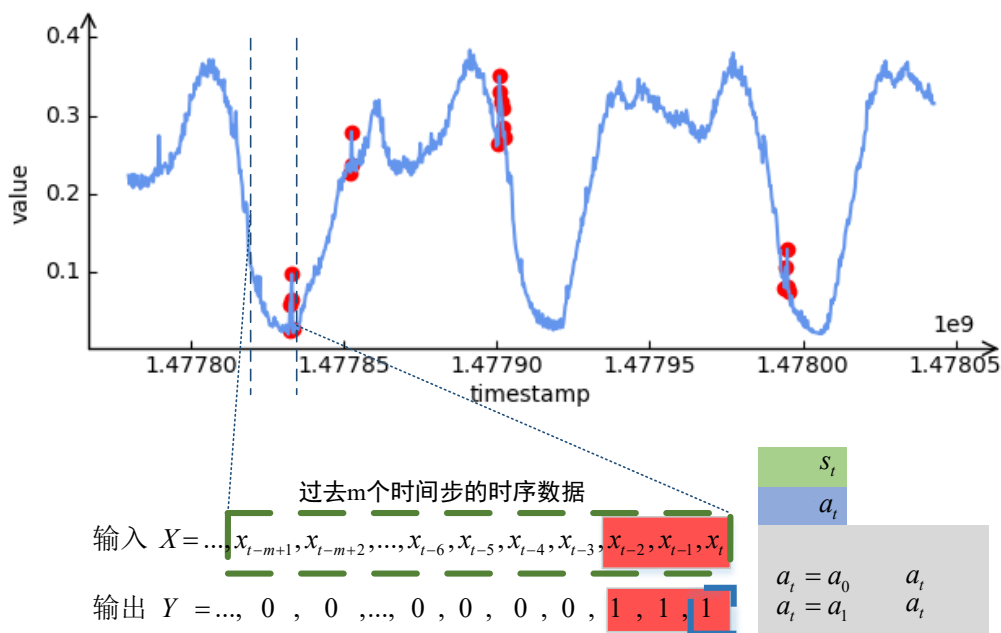 0.4
0.3
0.2
0.1
value
1e9
1.47780 1.47785 1.47790 1.47795 1.47800 1.47805
timestamp
过去m个时间步的时序数据
输入 X=...,x_{t-m+1},x_{t-m+2},...,x_{t-6},x_{t-5},x_{t-4},x_{t-3},x_{t-2},x_{t-1},x_t
输出 Y =..., 0 , 0 ,..., 0 , 0 , 0 , 0 , 1 , 1 , 1
s_t
a_t
a_t = a_0 a_t
a_t = a_1 a_t